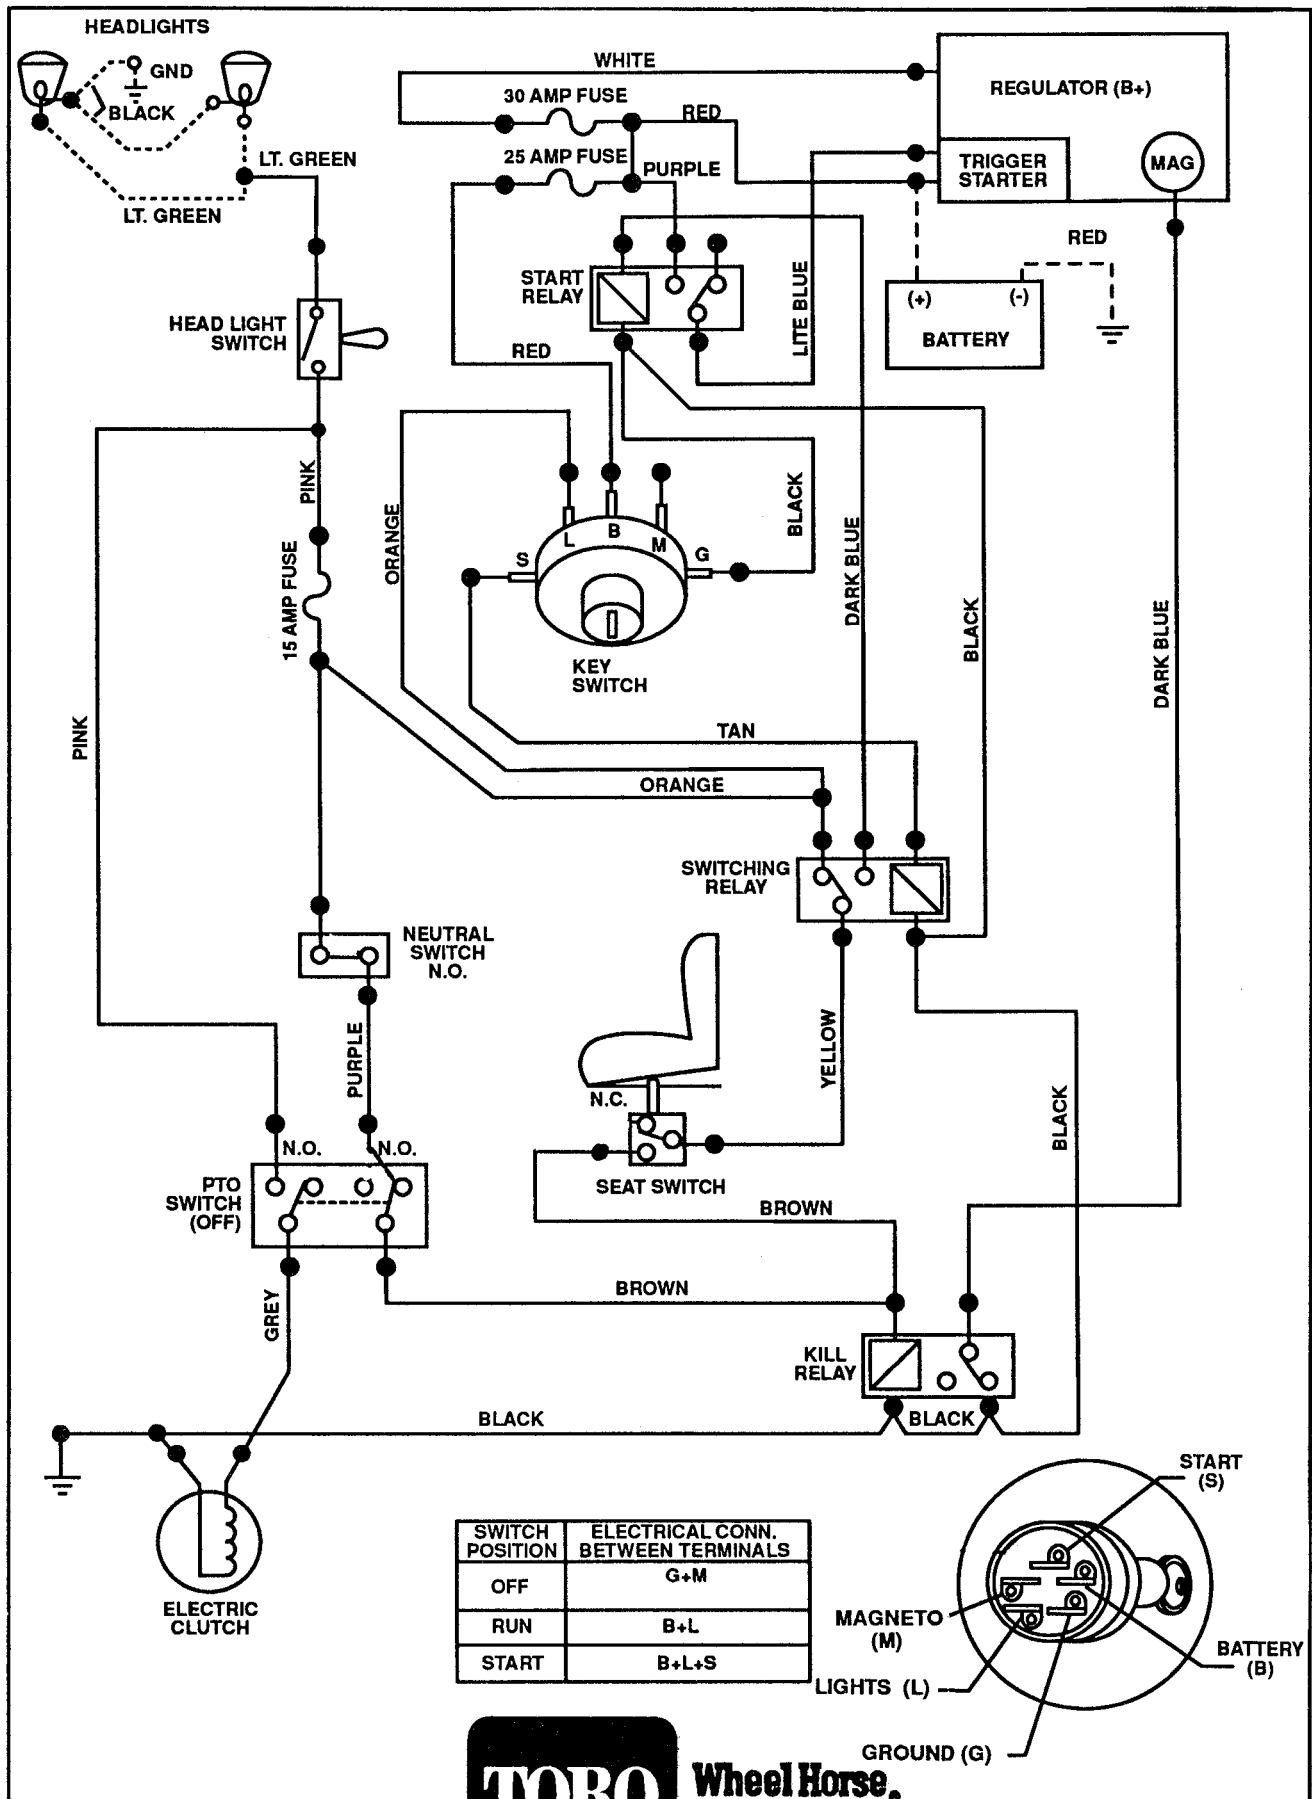 HEADLIGHTS
GND
BLACK
LT. GREEN
LT. GREEN
WHITE
30 AMP FUSE
RED
25 AMP FUSE
PURPLE
REGULATOR (B+)
TRIGGER
STARTER
MAG
RED
(+)
(-)
BATTERY
START
RELAY
LITE BLUE
HEAD LIGHT
SWITCH
RED
PINK
ORANGE
BLACK
S
L
B
M
G
KEY
SWITCH
15 AMP FUSE
DARK BLUE
BLACK
DARK BLUE
PINK
TAN
ORANGE
SWITCHING
RELAY
NEUTRAL
SWITCH
N.O.
PURPLE
YELLOW
N.C.
SEAT SWITCH
BLACK
N.O.
N.O.
PTO
SWITCH
(OFF)
BROWN
BROWN
GREY
KILL
RELAY
BLACK
BLACK
ELECTRIC
CLUTCH
SWITCH
POSITION
ELECTRICAL CONN.
BETWEEN TERMINALS
OFF
G+M
RUN
B+L
START
B+L+S
START
(S)
MAGNETO
(M)
BATTERY
(B)
LIGHTS (L)
GROUND (G)
TORO
Wheel Horse.